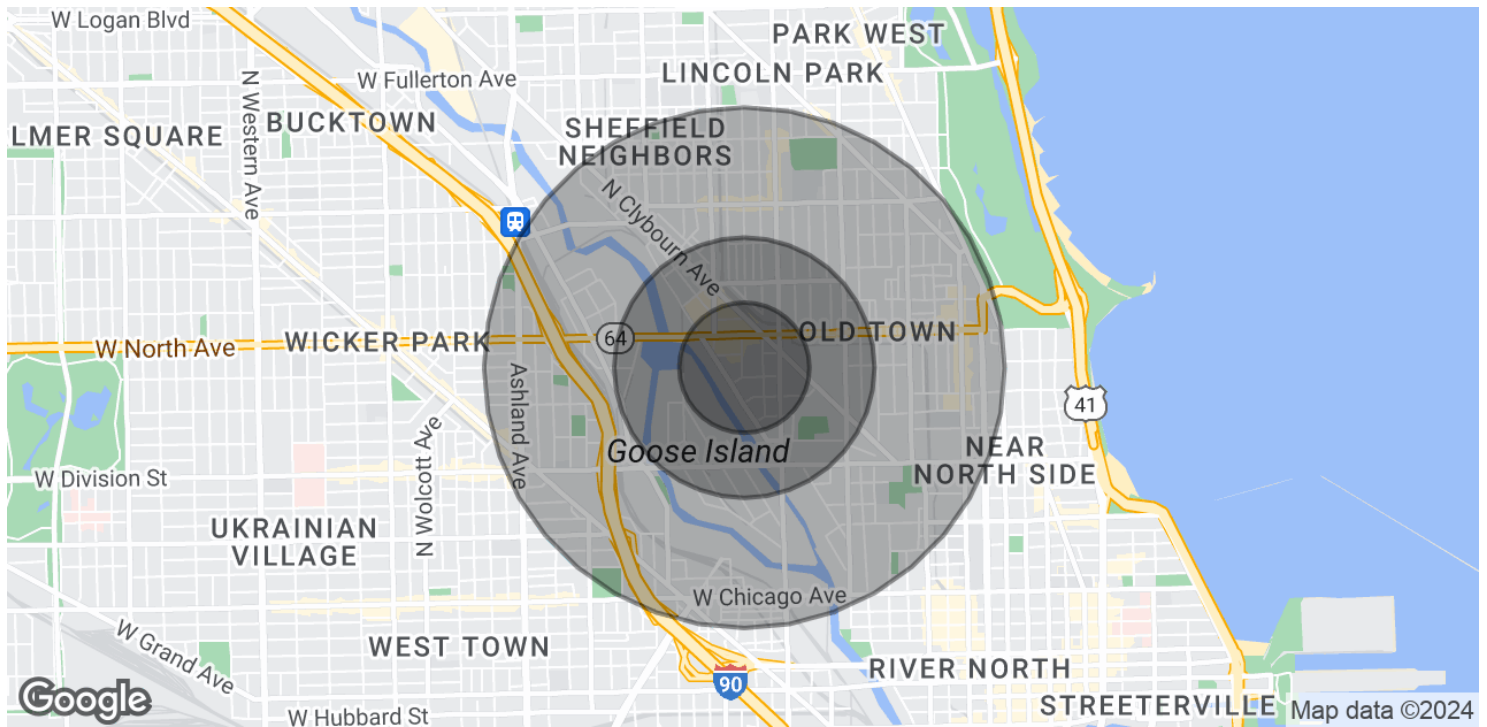 W Logan Blvd
PARK WEST
W Fullerton Ave
LINCOLN PARK
N Western Ave
BUCKTOWN
LMER SQUARE
SHEFFIELD
NEIGHBORS
N Clybourn Ave
64
OLD TOWN
WICKER PARK
W North Ave
Ashland Ave
41
Goose Island
NEAR
NORTH SIDE
W Division St
N Wolcott Ave
UKRAINIAN
VILLAGE
W Chicago Ave
WEST TOWN
W Grand Ave
RIVER NORTH
90
STREETERVILLE
Google
W Hubbard St
Map data ©2024